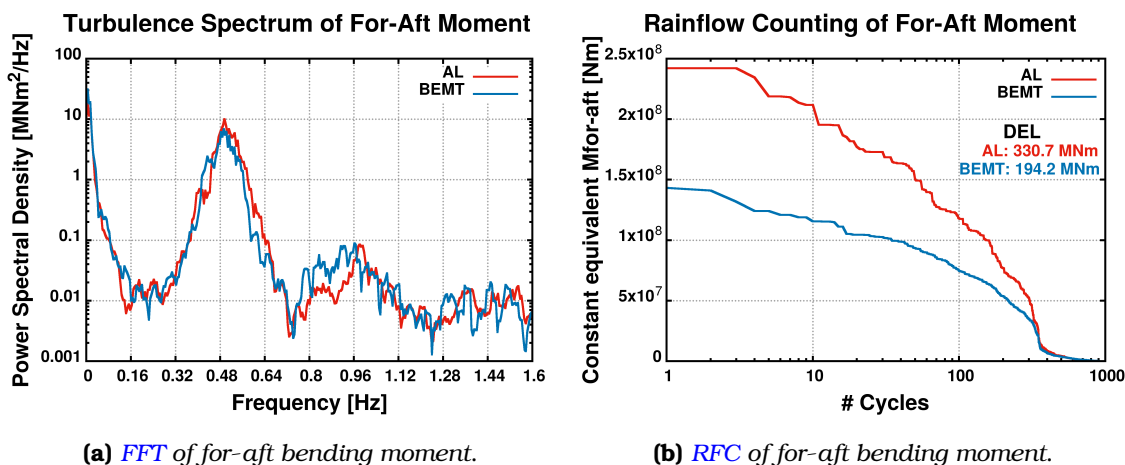 Turbulence Spectrum of For-Aft Moment
Power Spectral Density [MNm²/Hz]
100
10
1
0.1
0.01
0.001
AL
BEMT
0 0.16 0.32 0.48 0.64 0.8 0.96 1.12 1.28 1.44 1.6
Frequency [Hz]
(a) FFT of for-aft bending moment.
Rainflow Counting of For-Aft Moment
Constant equivalent Mfor-aft [Nm]
2.5x10⁸
2x10⁸
1.5x10⁸
1x10⁸
5x10⁷
0
AL
BEMT
DEL
AL: 330.7 MNm
BEMT: 194.2 MNm
1 10 100 1000
# Cycles
(b) RFC of for-aft bending moment.